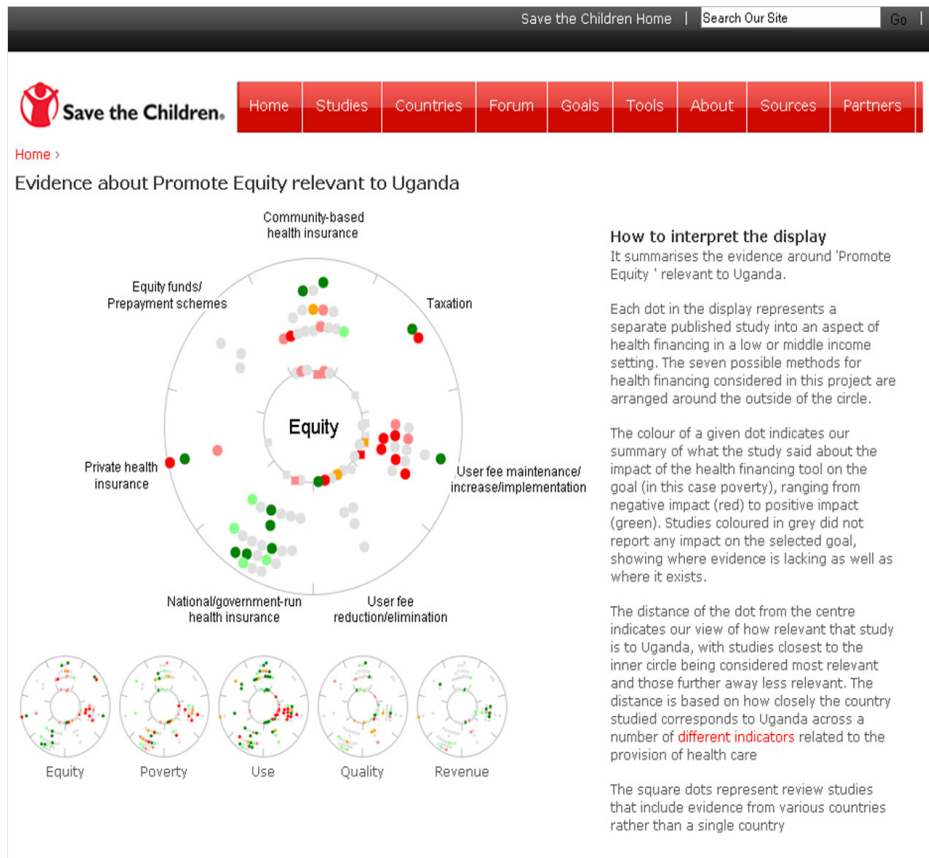 Save the Children Home | Search Our Site Go |
Save the Children.
Home Studies Countries Forum Goals Tools About Sources Partners
Home ›
Evidence about Promote Equity relevant to Uganda
Community-based
health insurance
Equity funds/
Prepayment schemes
Taxation
Equity
Private health
insurance
User fee maintenance/
increase/implementation
National/government-run
health insurance
User fee
reduction/elimination
Equity Poverty Use Quality Revenue
How to interpret the display
It summarises the evidence around 'Promote
Equity ' relevant to Uganda.
Each dot in the display represents a
separate published study into an aspect of
health financing in a low or middle income
setting. The seven possible methods for
health financing considered in this project are
arranged around the outside of the circle.
The colour of a given dot indicates our
summary of what the study said about the
impact of the health financing tool on the
goal (in this case poverty), ranging from
negative impact (red) to positive impact
(green). Studies coloured in grey did not
report any impact on the selected goal,
showing where evidence is lacking as well as
where it exists.
The distance of the dot from the centre
indicates our view of how relevant that study
is to Uganda, with studies closest to the
inner circle being considered most relevant
and those further away less relevant. The
distance is based on how closely the country
studied corresponds to Uganda across a
number of different indicators related to the
provision of health care
The square dots represent review studies
that include evidence from various countries
rather than a single country